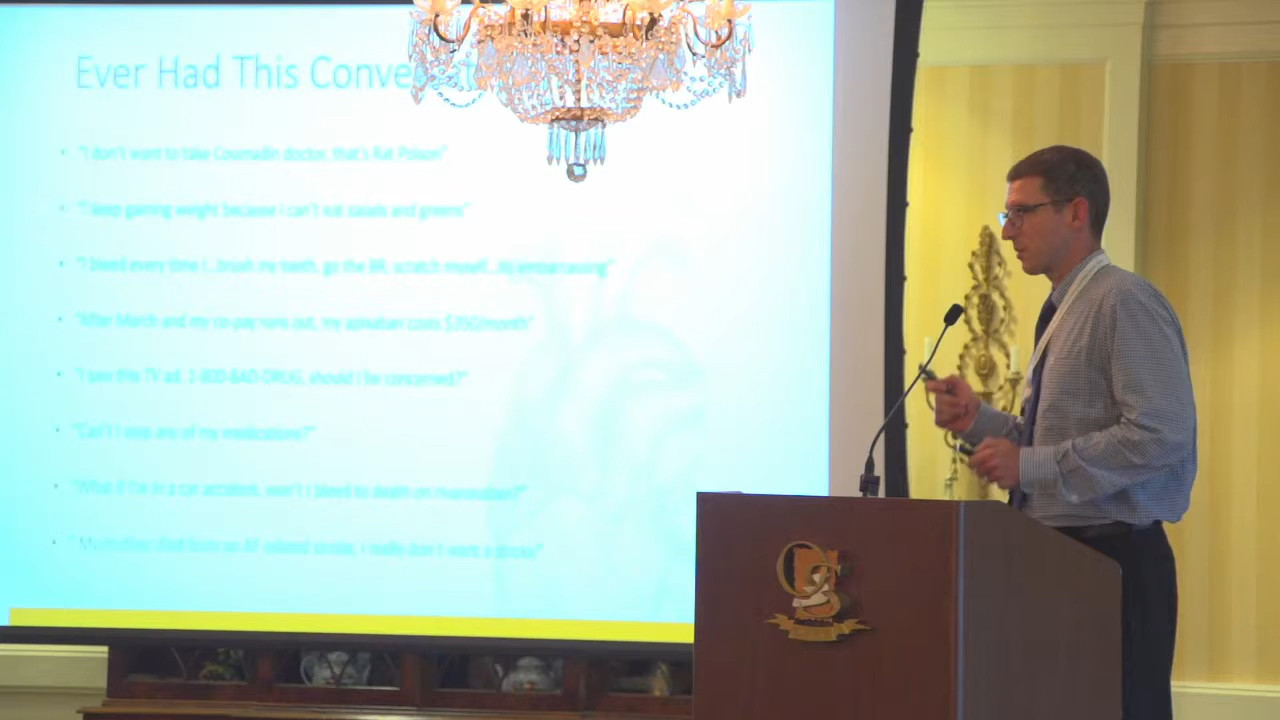 Ever Had This Conve
• "I don't want to take Coumadin doctor, that's Rat Poison"
• "I keep gaining weight because I can't eat salads and greens"
• "I bleed every time I...brush my teeth, go the BR, scratch myself...its embarrassing"
• "After March and my co-pay runs out, my apixaban costs $350/month"
• "I saw this TV ad, 1-800-BAD-DRUG, should I be concerned?"
• "Can't I stop any of my medications?"
• "What if I'm in a car accident, won't I bleed to death on rivaroxaban?"
• "My mother died from an AF related stroke, I really don't want a stroke"